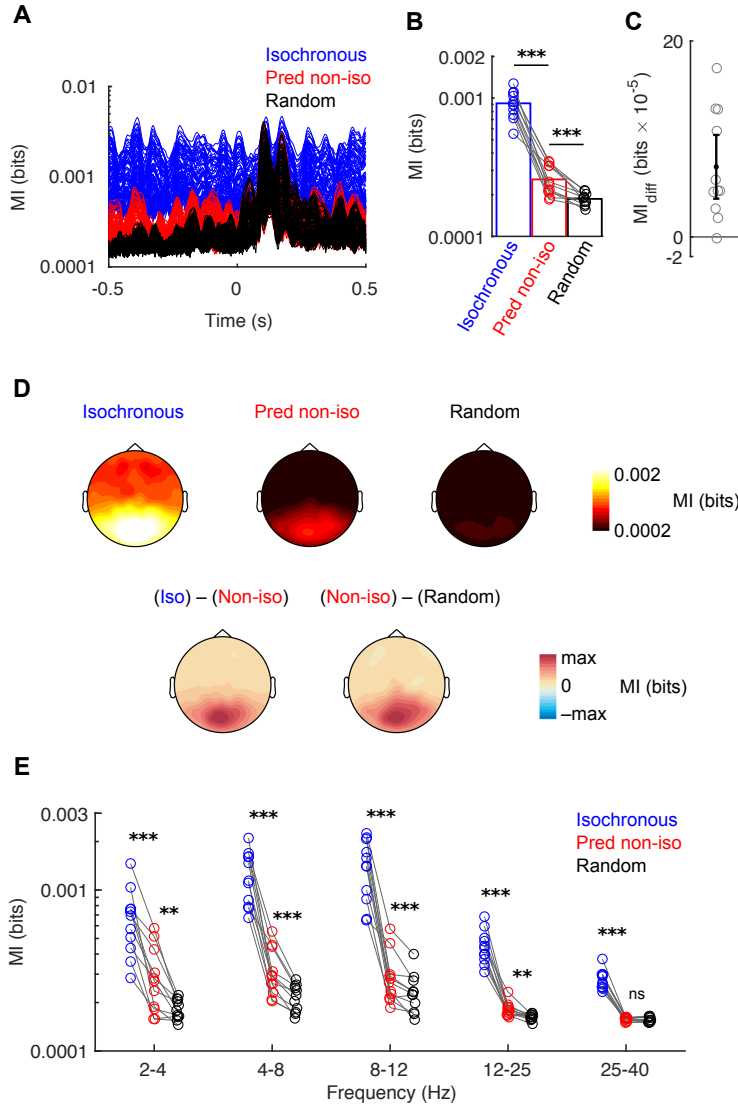 A
Isochronous
Pred non-iso
Random
0.01
0.001
0.0001
MI (bits)
-0.5
0
0.5
Time (s)
B
0.002
0.001
0.0001
MI (bits)
***
***
Isochronous
Pred non-iso
Random
C
20
0
-2
MIdiff (bits × 10-5)
D
Isochronous
Pred non-iso
Random
0.002
0.0002
MI (bits)
(Iso) – (Non-iso)
(Non-iso) – (Random)
max
0
–max
MI (bits)
E
0.003
0.001
0.0001
MI (bits)
***
**
***
***
***
***
***
**
***
ns
Isochronous
Pred non-iso
Random
2-4
4-8
8-12
12-25
25-40
Frequency (Hz)